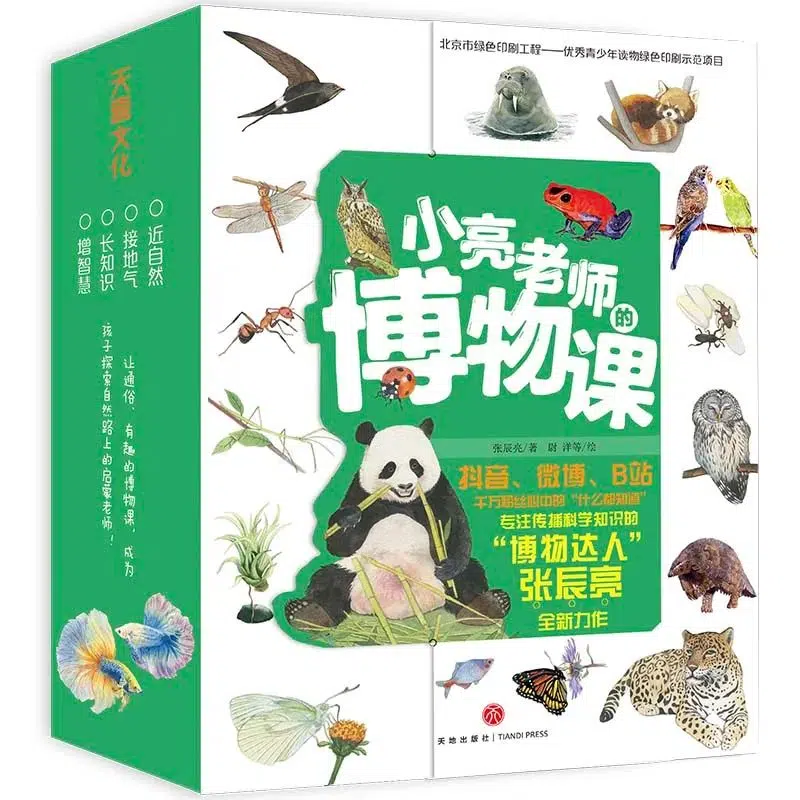 北京市绿色印刷工程——优秀青少年读物绿色印刷示范项目
小亮老师的
博物课
张辰亮/著 尉 洋等/绘
抖音、微博、B站
千万粉丝心中的“什么都知道”
专注传播科学知识的
“博物达人”
张辰亮
全新力作
天地出版社 | TIANDI PRESS
天壹文化
○近自然
○接地气
○长知识
○增智慧
让通俗、有趣的博物课,成为
孩子探索自然路上的启蒙老师!